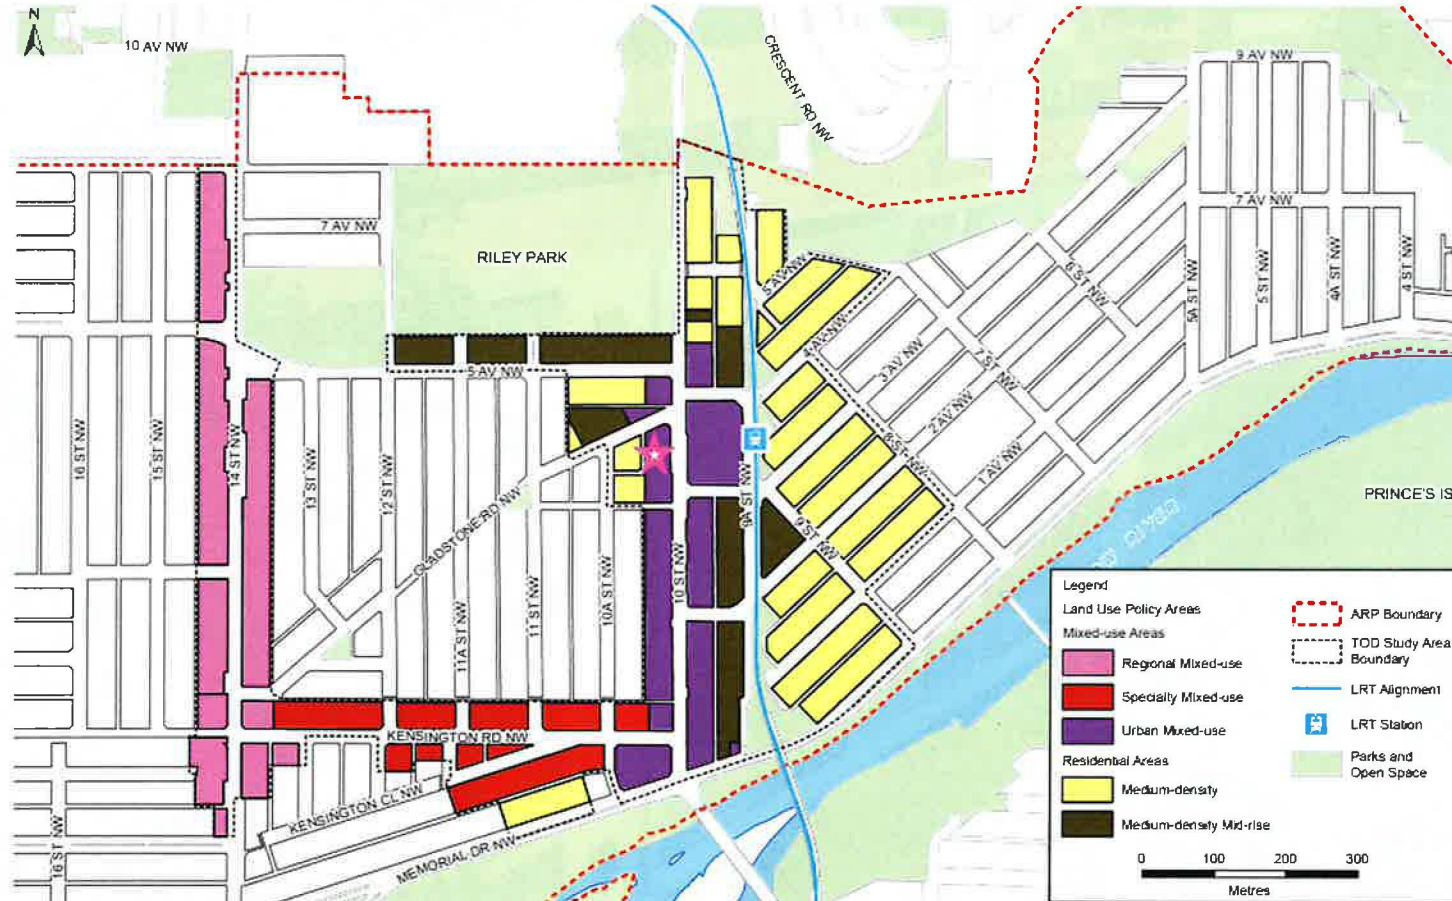 N
10 AV NW
CRESCENT RD NW
9 AV NW
7 AV NW
7 AV NW
RILEY PARK
5 AV NW
5 AV NW
4 AV NW
3 AV NW
2 AV NW
1 AV NW
6 ST NW
7 ST NW
8 ST NW
9 ST NW
5A ST NW
5 ST NW
4A ST NW
4 ST NW
16 ST NW
15 ST NW
14 ST NW
13 ST NW
12 ST NW
GLADSTONE RD NW
11A ST NW
11 ST NW
10A ST NW
10 ST NW
9A ST NW
PRINCE'S IS
RIVER
KENSINGTON RD NW
KENSINGTON CL NW
MEMORIAL DR NW
16 ST NW
Legend
Land Use Policy Areas
Mixed-use Areas
Regional Mixed-use
Specialty Mixed-use
Urban Mixed-use
Residential Areas
Medium-density
Medium-density Mid-rise
ARP Boundary
TOD Study Area
Boundary
LRT Alignment
LRT Station
Parks and
Open Space
0 100 200 300
Metres